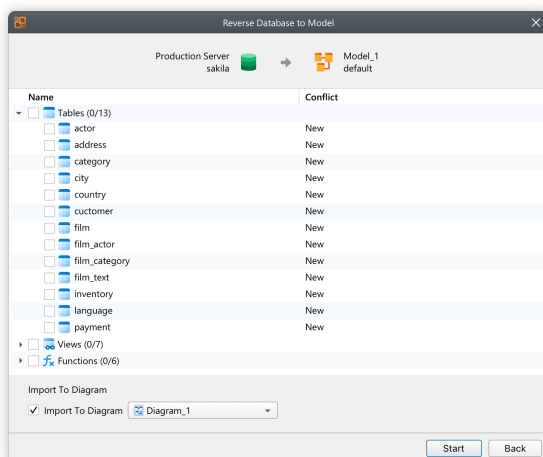 Reverse Database to Model
Production Server
sakila
Model_1
default
Name Conflict
Tables (0/13)
actor New
address New
category New
city New
country New
cuctomer New
film New
film_actor New
film_category New
film_text New
inventory New
language New
payment New
Views (0/7)
Functions (0/6)
Import To Diagram
Import To Diagram Diagram_1
Start Back